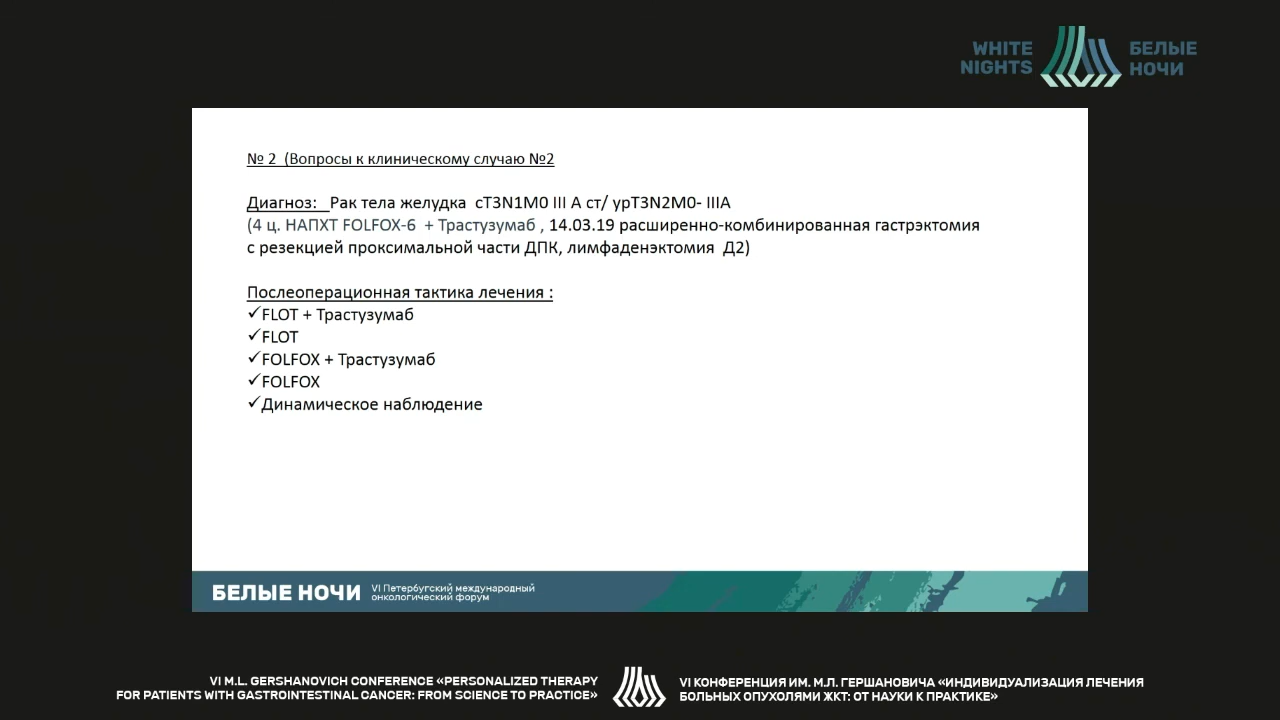 WHITE
NIGHTS
БЕЛЫЕ
НОЧИ
№ 2 (Вопросы к клиническому случаю №2
Диагноз: Рак тела желудка cT3N1M0 III А ст/ ypT3N2M0- IIIA
(4 ц. НАПХТ FOLFOX-6 + Трастузумаб , 14.03.19 расширенно-комбинированная гастрэктомия
с резекцией проксимальной части ДПК, лимфаденэктомия Д2)
Послеоперационная тактика лечения :
✓FLOT + Трастузумаб
✓FLOT
✓FOLFOX + Трастузумаб
✓FOLFOX
✓Динамическое наблюдение
БЕЛЫЕ НОЧИ
VI Петербугский международный
онкологический форум
VI M.L. GERSHANOVICH CONFERENCE «PERSONALIZED THERAPY
FOR PATIENTS WITH GASTROINTESTINAL CANCER: FROM SCIENCE TO PRACTICE»
VI КОНФЕРЕНЦИЯ ИМ. М.Л. ГЕРШАНОВИЧА «ИНДИВИДУАЛИЗАЦИЯ ЛЕЧЕНИЯ
БОЛЬНЫХ ОПУХОЛЯМИ ЖКТ: ОТ НАУКИ К ПРАКТИКЕ»